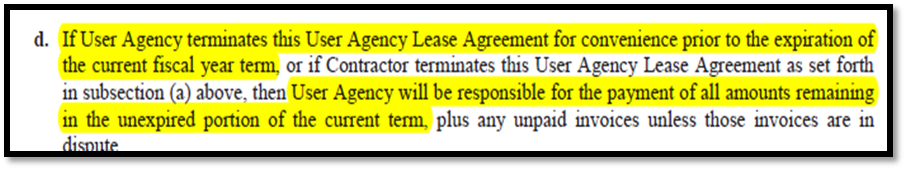 d. If User Agency terminates this User Agency Lease Agreement for convenience prior to the expiration of
the current fiscal year term, or if Contractor terminates this User Agency Lease Agreement as set forth
in subsection (a) above, then User Agency will be responsible for the payment of all amounts remaining
in the unexpired portion of the current term, plus any unpaid invoices unless those invoices are in
dispute